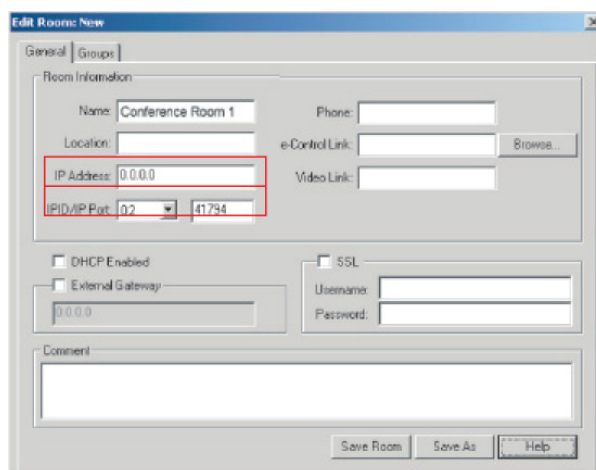 Edit Room: New
General Groups
Room Information
Name: Conference Room 1 Phone:
Location: e-Control Link: Browse...
IP Address: 0.0.0.0 Video Link:
IPID/IP Port: 02 41794
DHCP Enabled SSL
External Gateway Username:
0.0.0.0 Password:
Comment
Save Room Save As Help